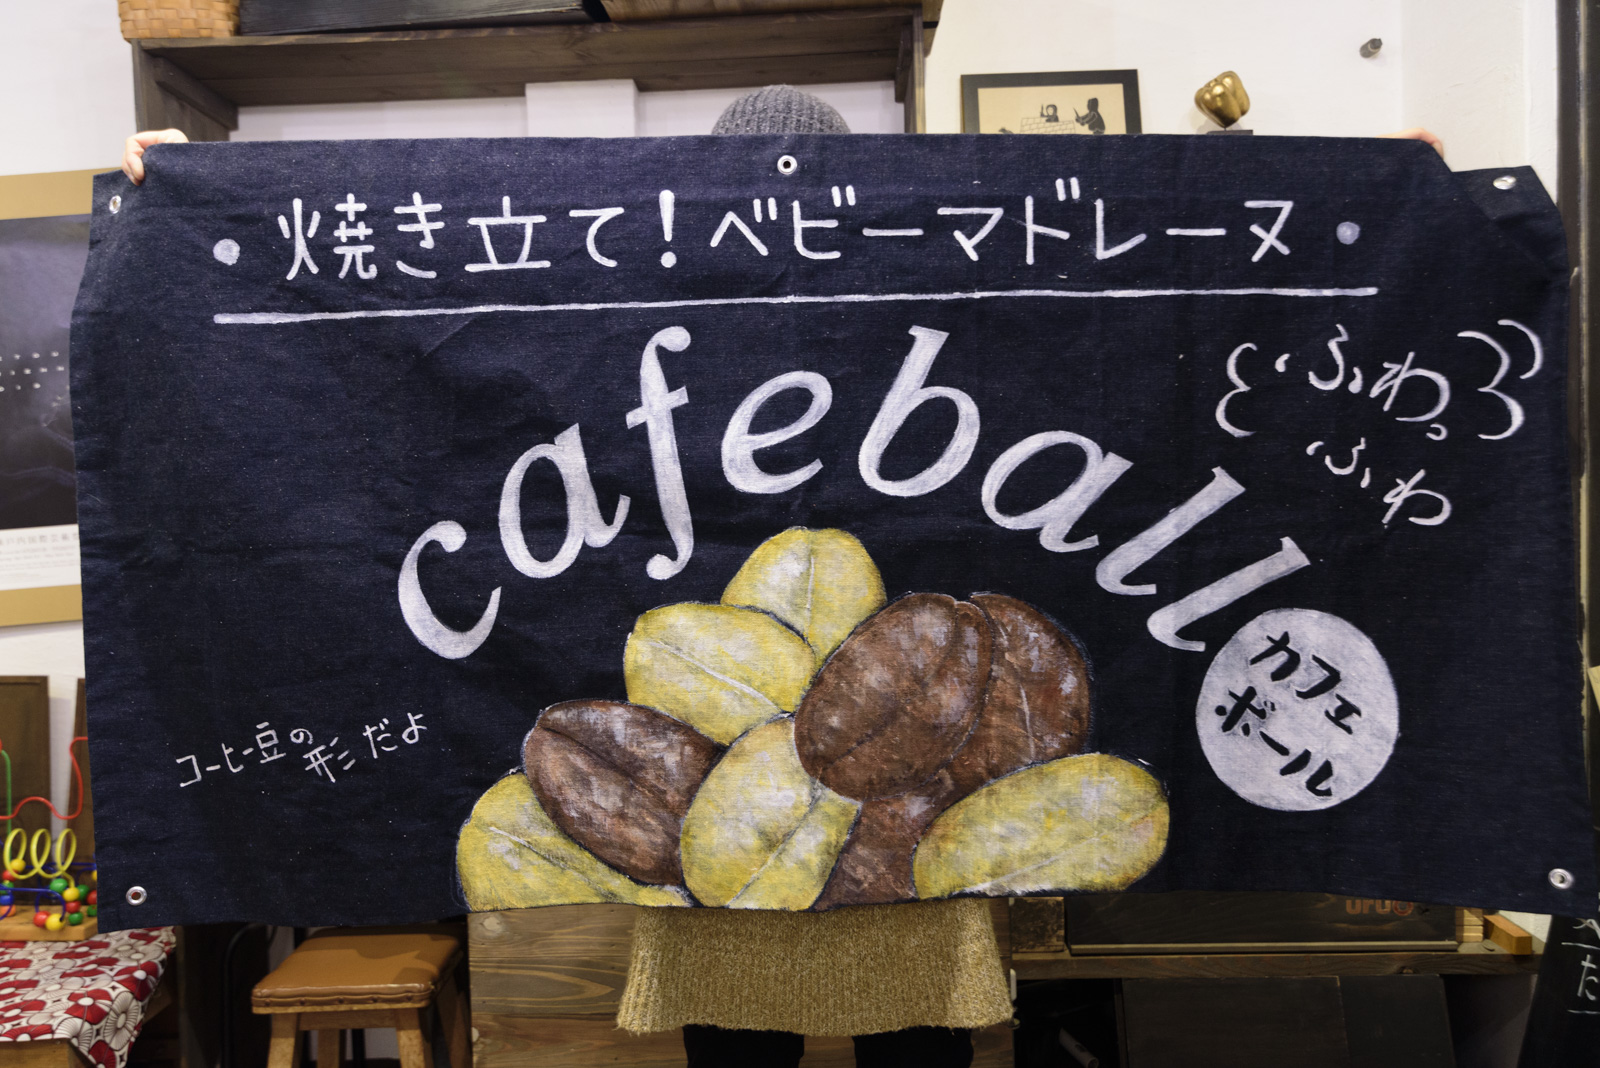 ・焼き立て！ベビーマドレーヌ・
cafeball
ふわっ
ふわ
カフェ
ボール
コーヒー豆の形だよ